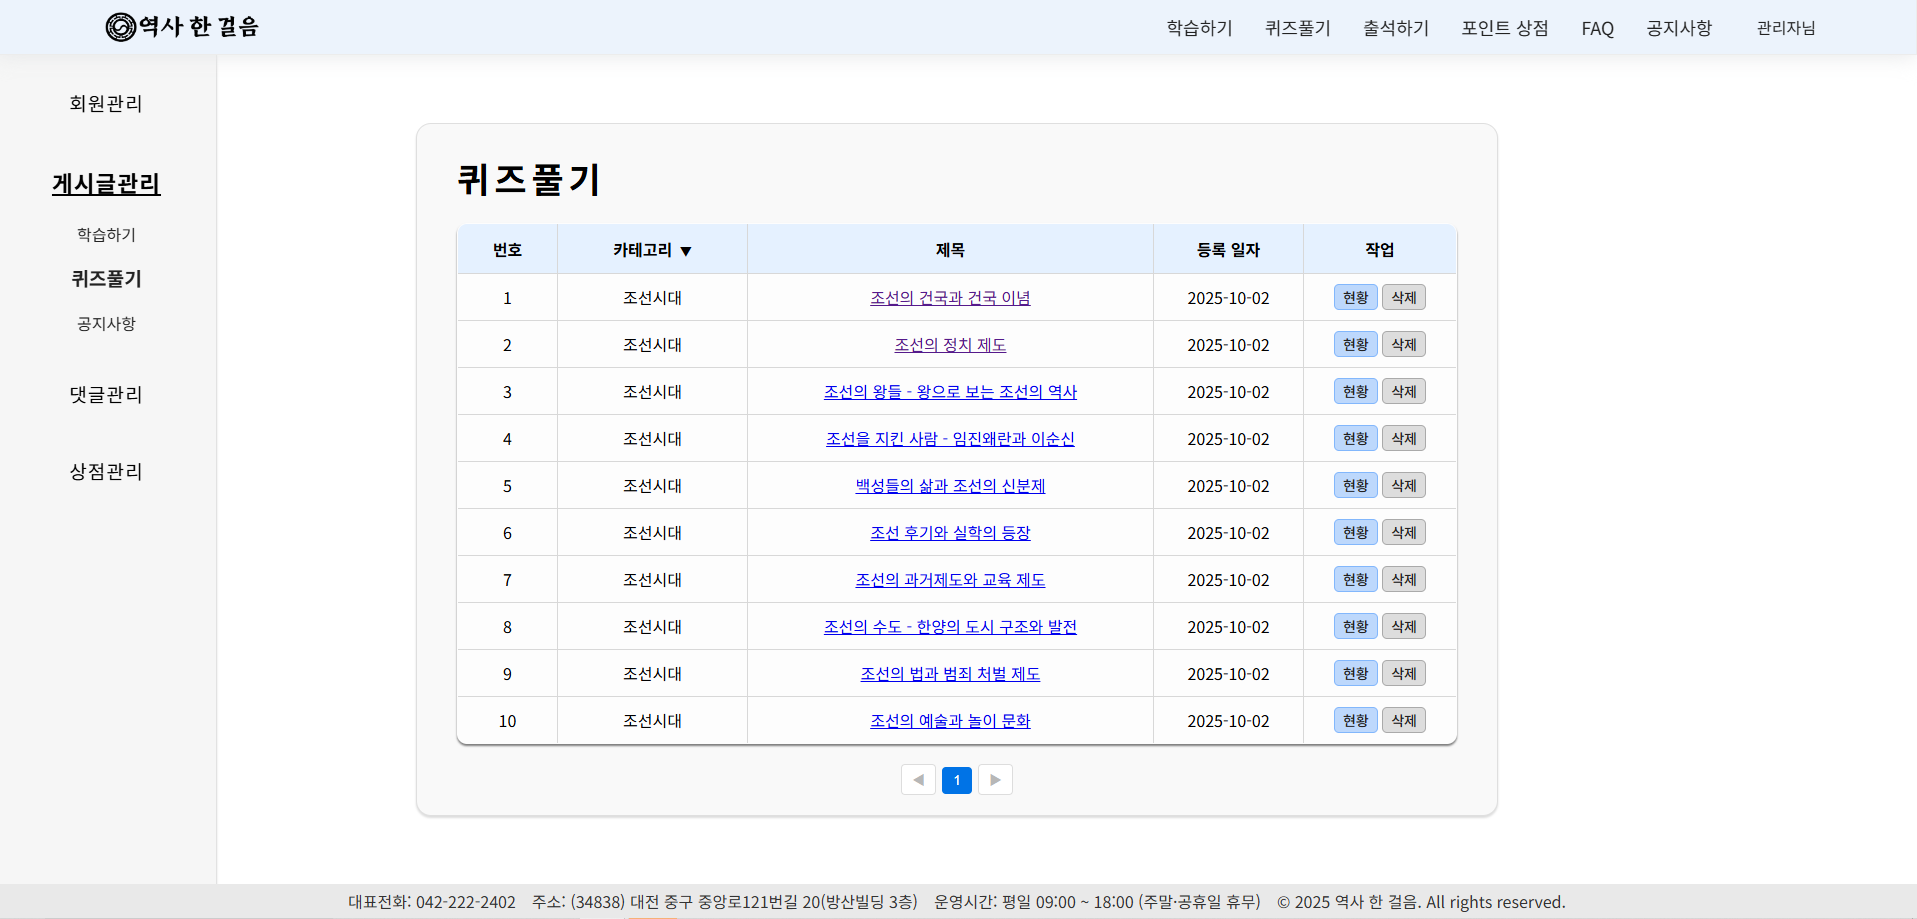 역사 한 걸음
학습하기 퀴즈풀기 출석하기 포인트 상점 FAQ 공지사항 관리자님
회원관리
게시글관리
학습하기
퀴즈풀기
공지사항
댓글관리
상점관리
퀴즈풀기
번호 카테고리 ▼ 제목 등록 일자 작업
1 조선시대 조선의 건국과 건국 이념 2025-10-02 현황 삭제
2 조선시대 조선의 정치 제도 2025-10-02 현황 삭제
3 조선시대 조선의 왕들 - 왕으로 보는 조선의 역사 2025-10-02 현황 삭제
4 조선시대 조선을 지킨 사람 - 임진왜란과 이순신 2025-10-02 현황 삭제
5 조선시대 백성들의 삶과 조선의 신분제 2025-10-02 현황 삭제
6 조선시대 조선 후기와 실학의 등장 2025-10-02 현황 삭제
7 조선시대 조선의 과거제도와 교육 제도 2025-10-02 현황 삭제
8 조선시대 조선의 수도 - 한양의 도시 구조와 발전 2025-10-02 현황 삭제
9 조선시대 조선의 법과 범죄 처벌 제도 2025-10-02 현황 삭제
10 조선시대 조선의 예술과 놀이 문화 2025-10-02 현황 삭제
◀ 1 ▶
대표전화: 042-222-2402 주소: (34838) 대전 중구 중앙로121번길 20(방산빌딩 3층) 운영시간: 평일 09:00 ~ 18:00 (주말·공휴일 휴무) © 2025 역사 한 걸음. All rights reserved.